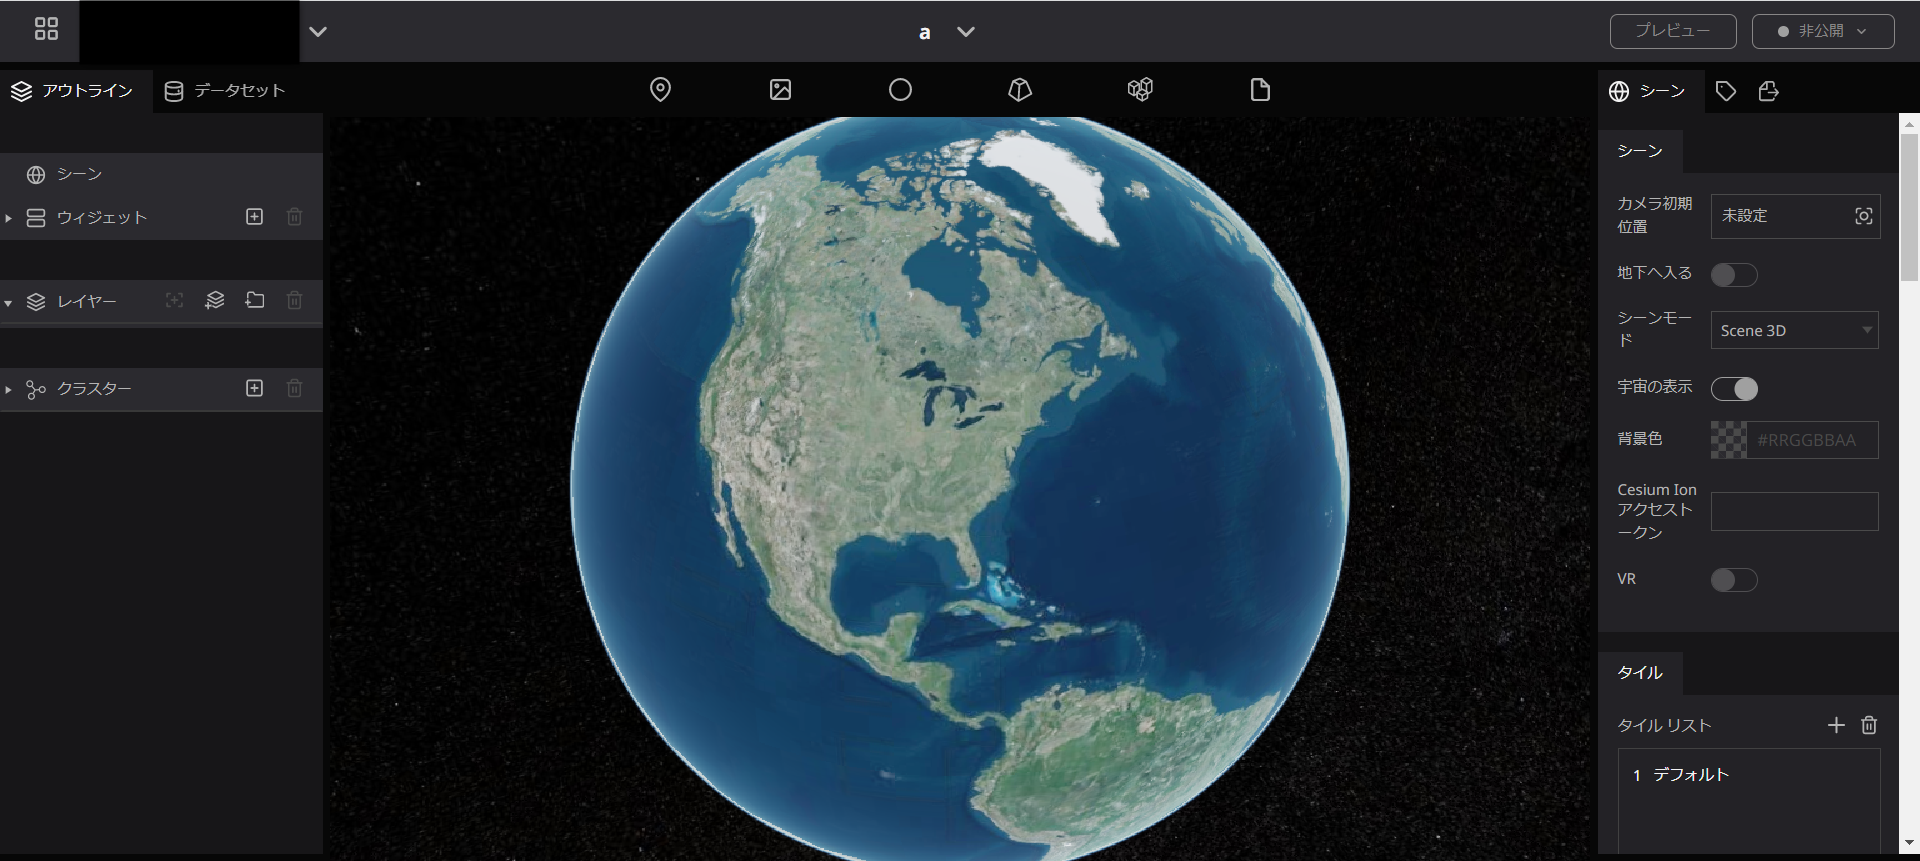 a
プレビュー
非公開
アウトライン
データセット
シーン
シーン
ウィジェット
レイヤー
クラスター
シーン
カメラ初期
位置
未設定
地下へ入る
シーンモー
ド
Scene 3D
宇宙の表示
背景色
#RRGGBBAA
Cesium Ion
アクセスト
ークン
VR
タイル
タイル リスト
1 デフォルト